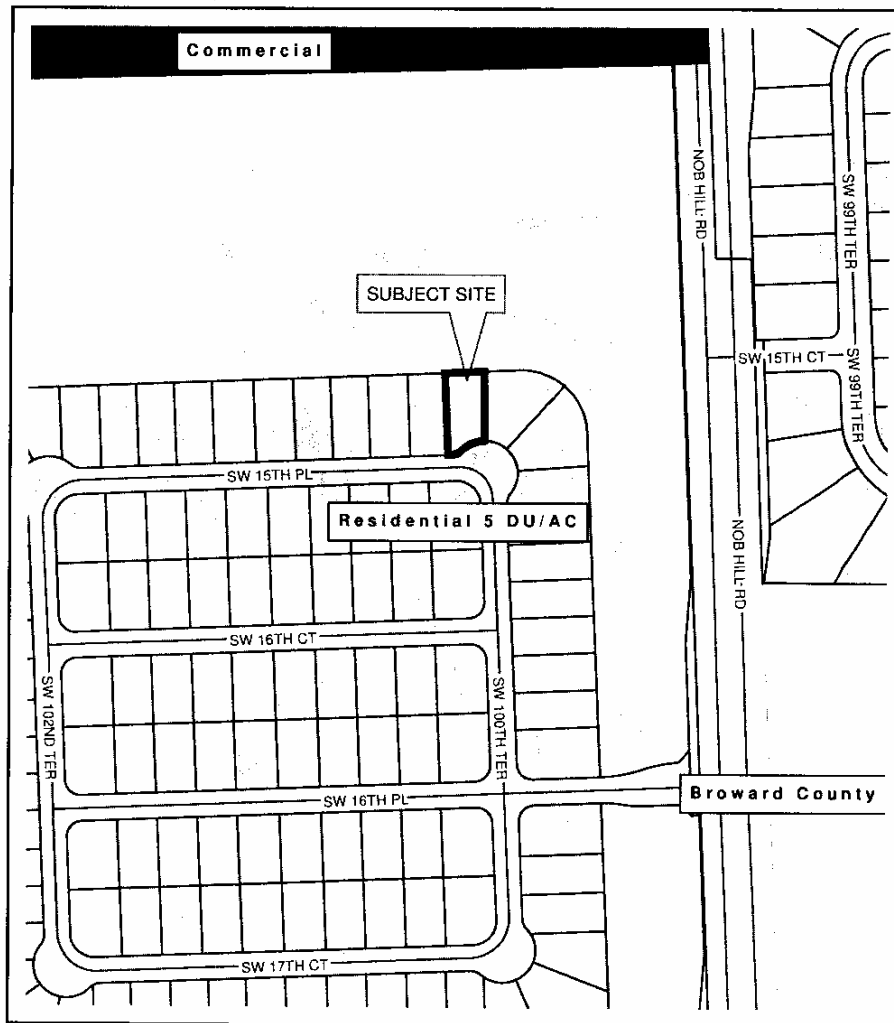 Commercial
NOB HILL RD
SW 99TH TER
SUBJECT SITE
SW 15TH CT
SW 99TH TER
SW 15TH PL
Residential 5 DU/AC
NOB HILL RD
SW 16TH CT
SW 102ND TER
SW 100TH TER
SW 16TH PL
Broward County
SW 17TH CT